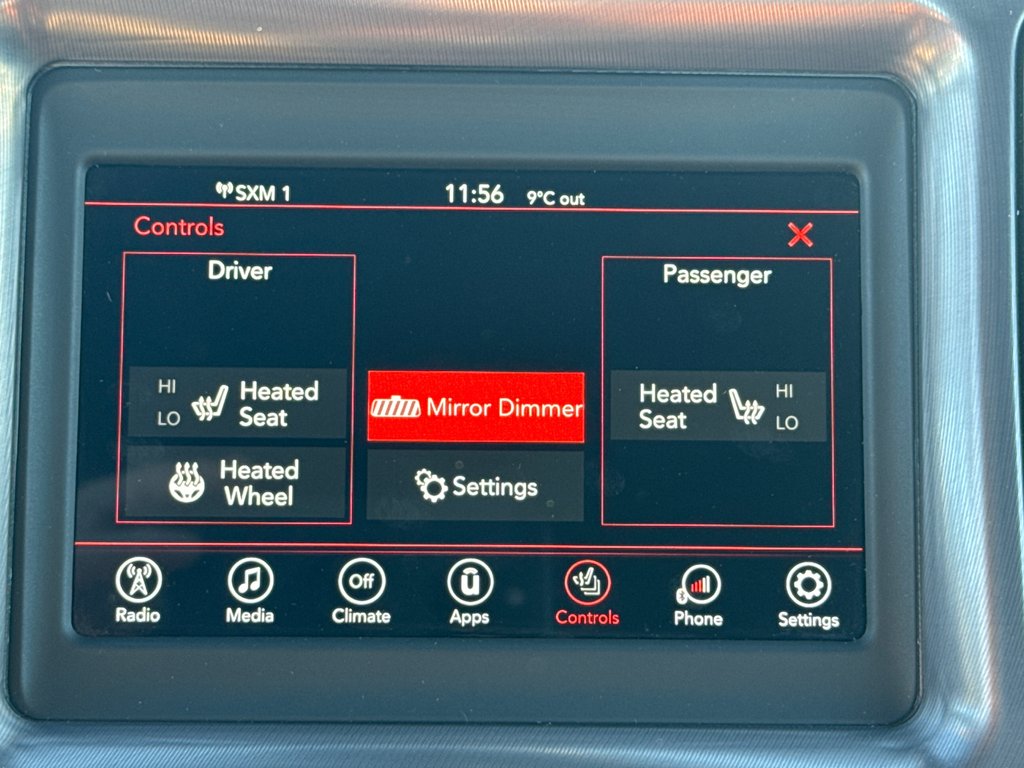 SXM 1 11:56 9°C out
Controls
Driver
Passenger
HI
LO
Heated
Seat
Heated
Wheel
Mirror Dimmer
Settings
Heated
Seat
HI
LO
Radio
Media
Off
Climate
Apps
Controls
Phone
Settings